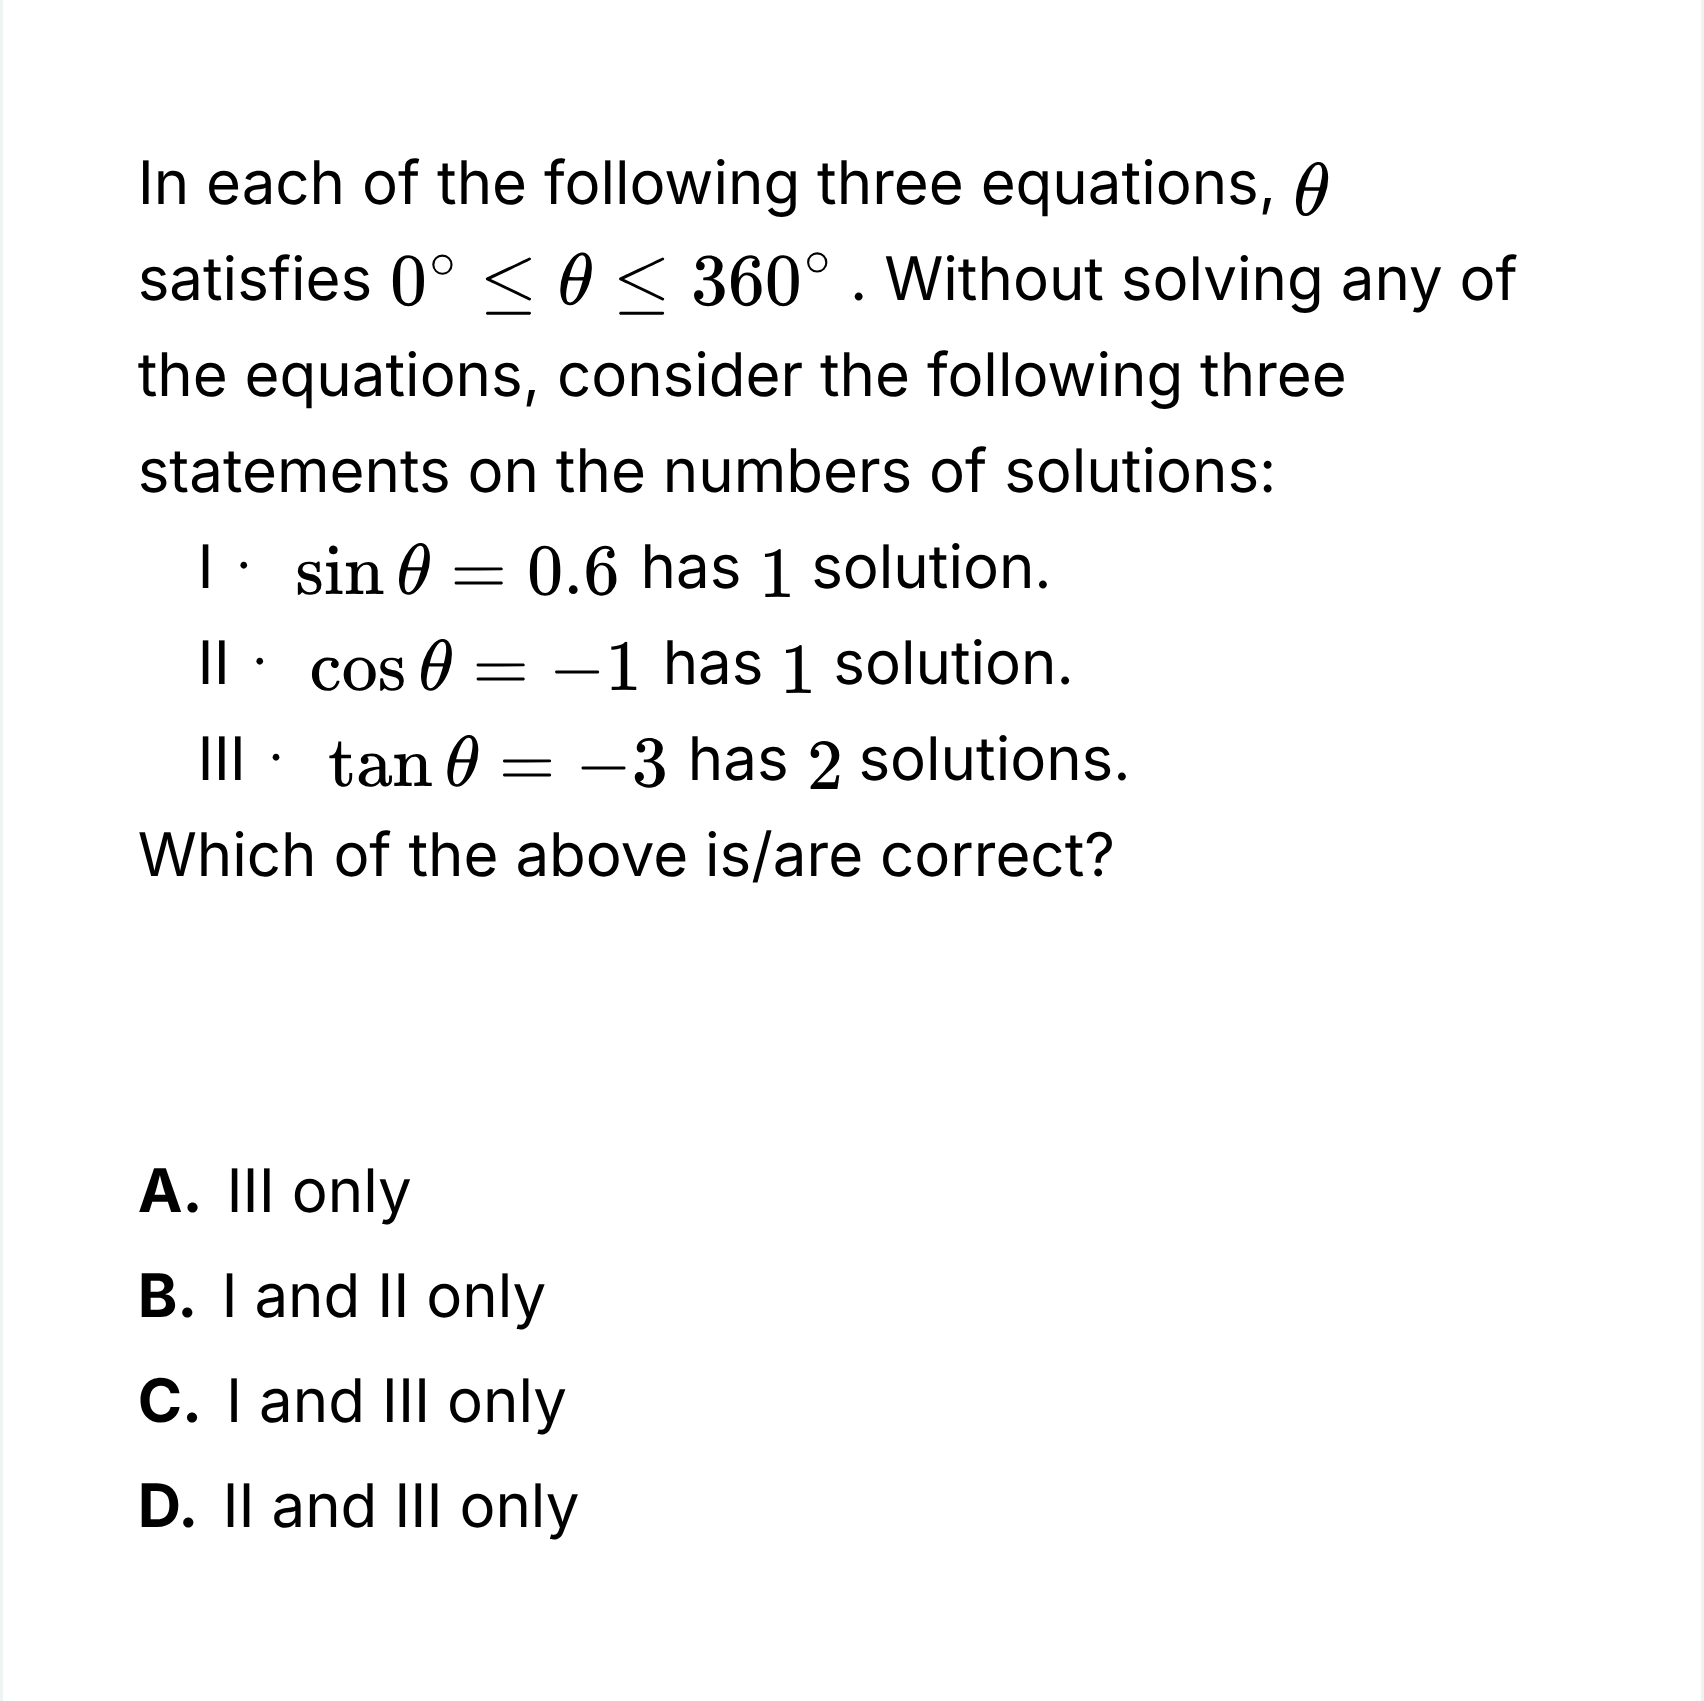 In each of the following three equations, θ
satisfies 0° ≤ θ ≤ 360° . Without solving any of
the equations, consider the following three
statements on the numbers of solutions:
I · sin θ = 0.6 has 1 solution.
II · cos θ = −1 has 1 solution.
III · tan θ = −3 has 2 solutions.
Which of the above is/are correct?
A. III only
B. I and II only
C. I and III only
D. II and III only